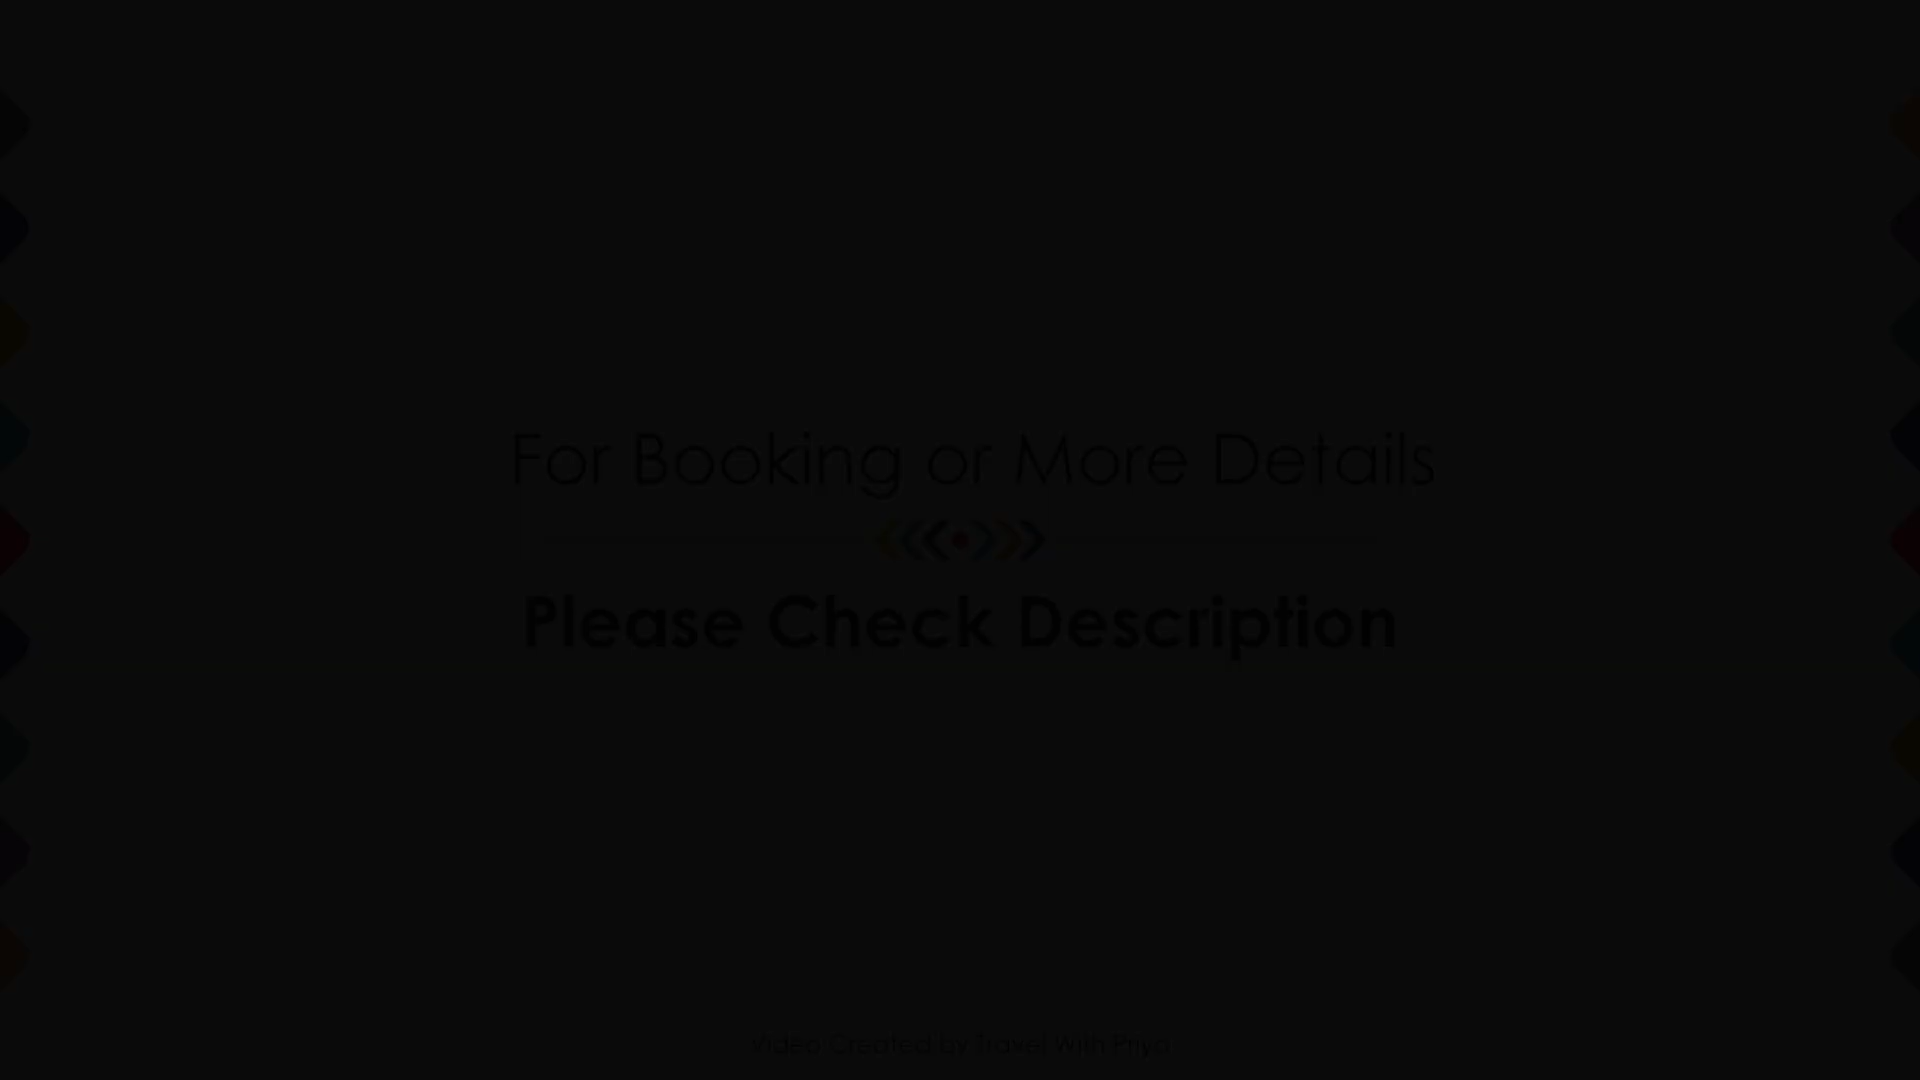 For Booking or More Details
Please Check Description
Video Created by Travel With Priya